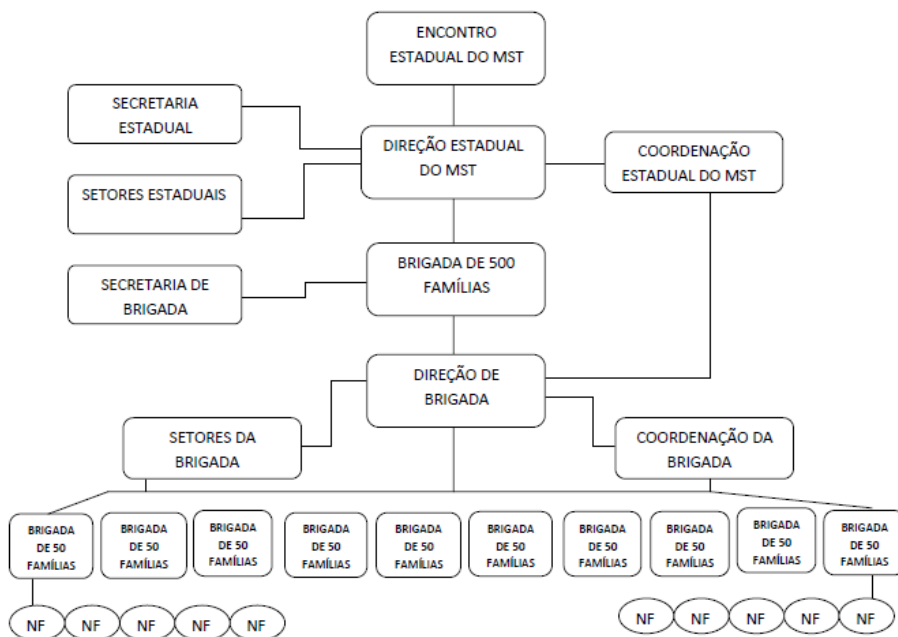 ENCONTRO
ESTADUAL DO MST
SECRETARIA
ESTADUAL
DIREÇÃO ESTADUAL
DO MST
COORDENAÇÃO
ESTADUAL DO MST
SETORES ESTADUAIS
BRIGADA DE 500
FAMÍLIAS
SECRETARIA DE
BRIGADA
DIREÇÃO DE
BRIGADA
SETORES DA
BRIGADA
COORDENAÇÃO DA
BRIGADA
BRIGADA
DE 50
FAMÍLIAS
BRIGADA
DE 50
FAMÍLIAS
BRIGADA
DE 50
FAMÍLIAS
BRIGADA
DE 50
FAMÍLIAS
BRIGADA
DE 50
FAMÍLIAS
BRIGADA
DE 50
FAMÍLIAS
BRIGADA
DE 50
FAMÍLIAS
BRIGADA
DE 50
FAMÍLIAS
BRIGADA
DE 50
FAMÍLIAS
BRIGADA
DE 50
FAMÍLIAS
NF
NF
NF
NF
NF
NF
NF
NF
NF
NF